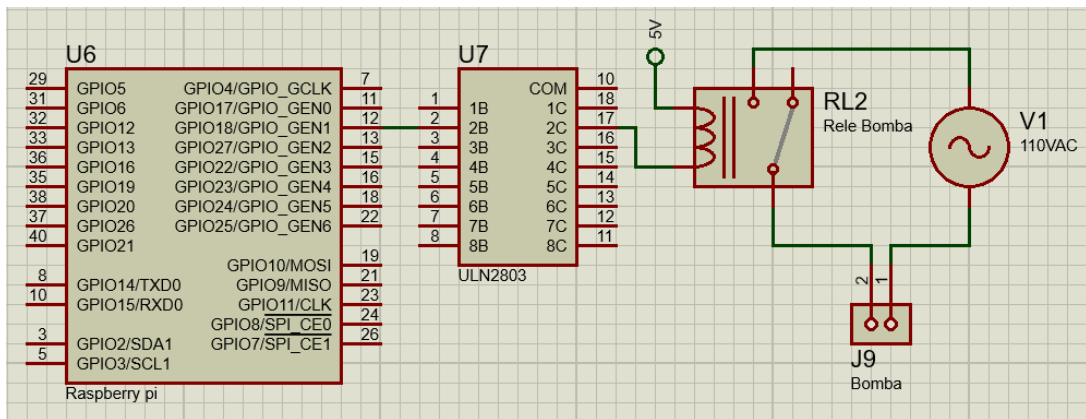 U6
29 GPIO5 GPIO4/GPIO_GCLK 7
31 GPIO6 GPIO17/GPIO_GEN0 11
32 GPIO12 GPIO18/GPIO_GEN1 12
33 GPIO13 GPIO27/GPIO_GEN2 13
36 GPIO16 GPIO22/GPIO_GEN3 15
35 GPIO19 GPIO23/GPIO_GEN4 16
38 GPIO20 GPIO24/GPIO_GEN5 18
37 GPIO26 GPIO25/GPIO_GEN6 22
40 GPIO21
GPIO10/MOSI 19
8 GPIO14/TXD0 GPIO9/MISO 21
10 GPIO15/RXD0 GPIO11/CLK 23
GPIO8/SPI_CE0 24
3 GPIO2/SDA1 GPIO7/SPI_CE1 26
5 GPIO3/SCL1
Raspberry pi
U7
COM 10
1 1B 1C 18
2 2B 2C 17
3 3B 3C 16
4 4B 4C 15
5 5B 5C 14
6 6B 6C 13
7 7B 7C 12
8 8B 8C 11
ULN2803
5V
RL2
Rele Bomba
V1
110VAC
2 1
J9
Bomba